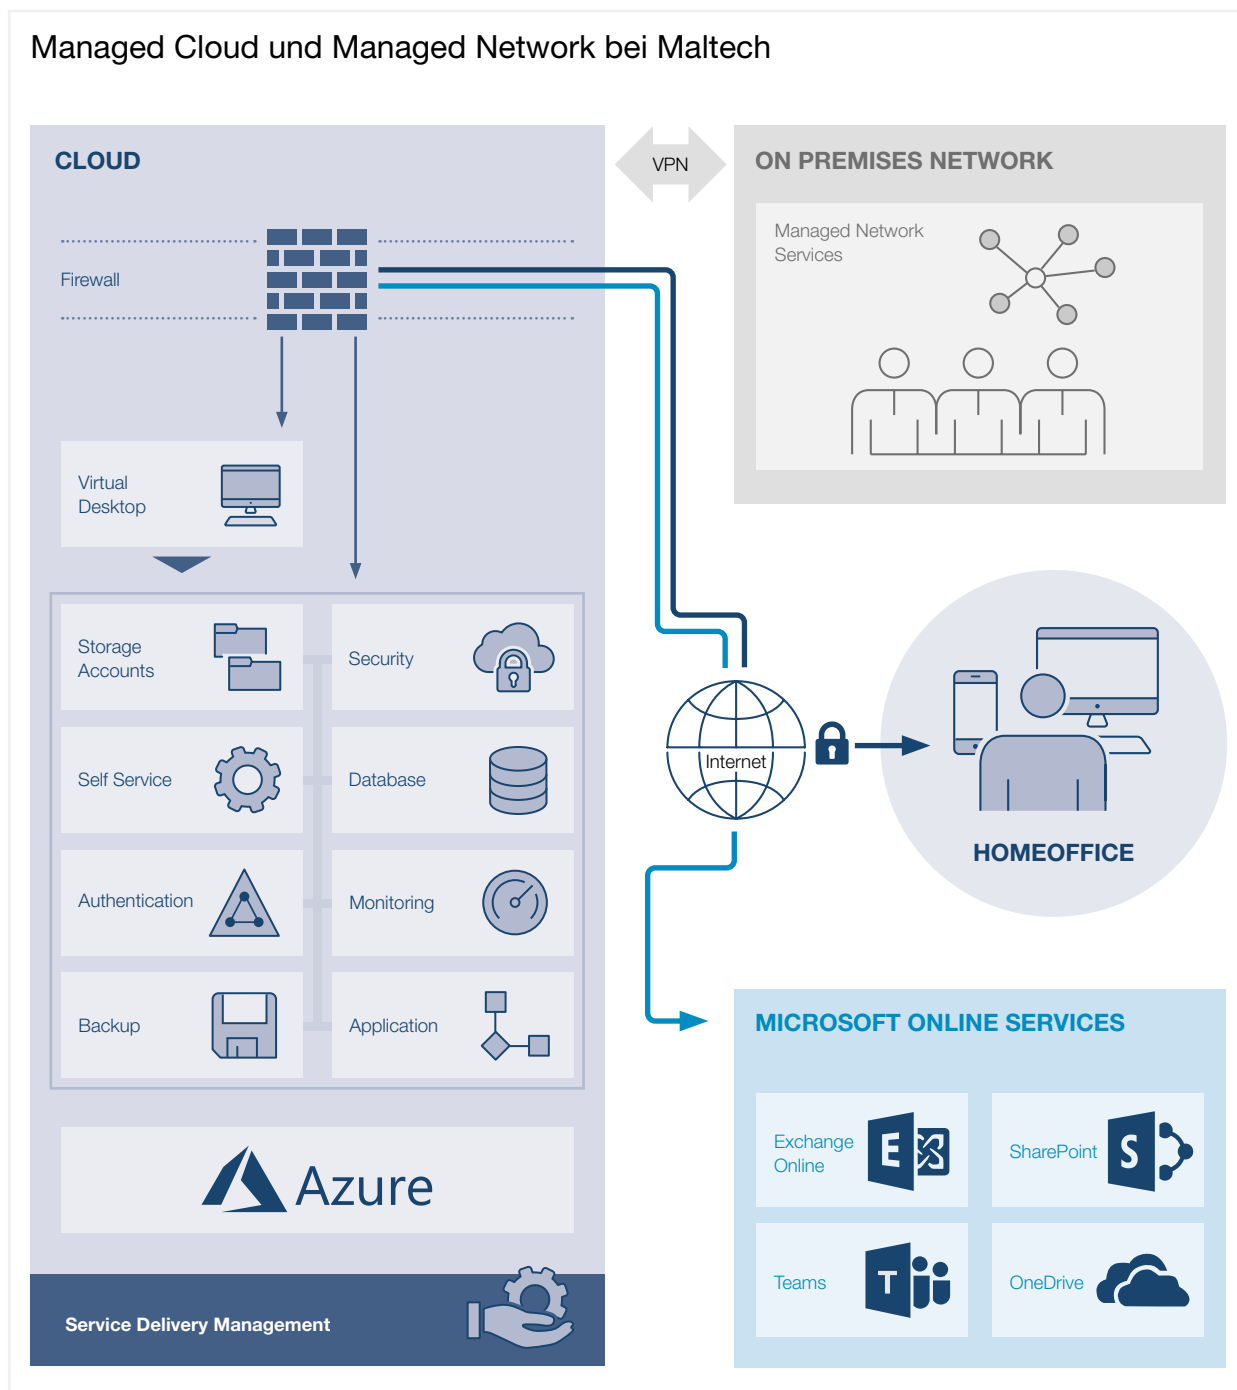 Managed Cloud und Managed Network bei Maltech
CLOUD
Firewall
Virtual
Desktop
Storage
Accounts
Security
Self Service
Database
Authentication
Monitoring
Backup
Application
Azure
Service Delivery Management
VPN
ON PREMISES NETWORK
Managed Network
Services
Internet
HOMEOFFICE
MICROSOFT ONLINE SERVICES
Exchange
Online
E
SharePoint
S
Teams
T
OneDrive